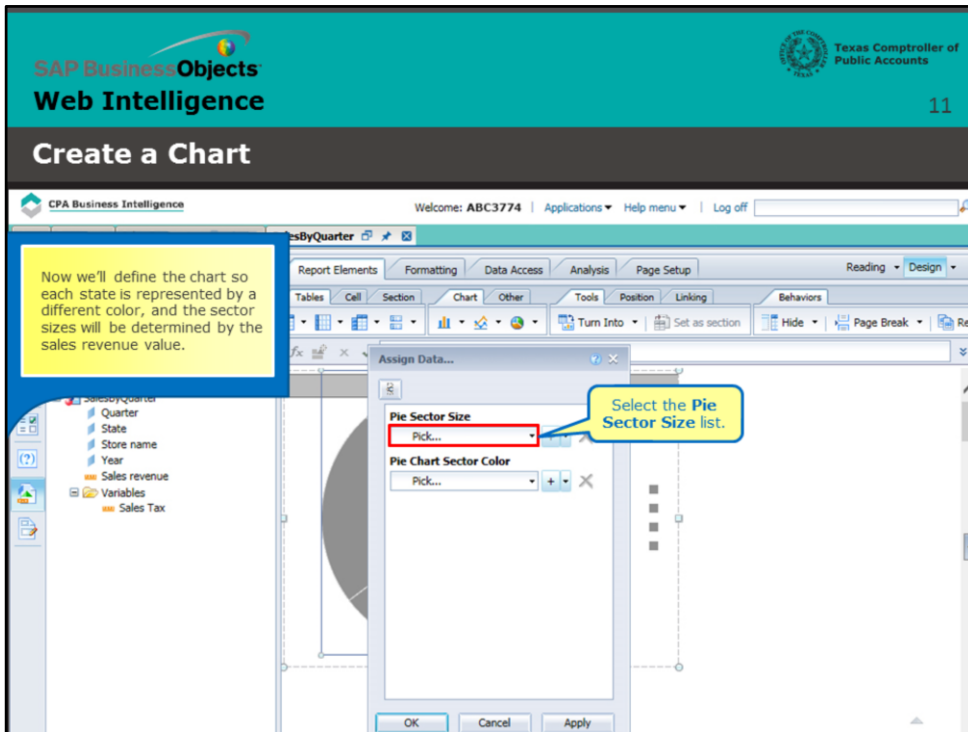 SAP BusinessObjects
Web Intelligence
Texas Comptroller of
Public Accounts
11
Create a Chart
CPA Business Intelligence
Welcome: ABC3774 | Applications Help menu | Log off
esByQuarter
Now we'll define the chart so
each state is represented by a
different color, and the sector
sizes will be determined by the
sales revenue value.
Report Elements Formatting Data Access Analysis Page Setup
Reading Design
Tables Cell Section Chart Other Tools Position Linking Behaviors
Turn Into Set as section Hide Page Break Re
fx
Assign Data...
Pie Sector Size
Pick...
Select the Pie
Sector Size list.
Pie Chart Sector Color
Pick...
SalesbyQuarter
Quarter
State
Store name
Year
Sales revenue
Variables
Sales Tax
OK Cancel Apply